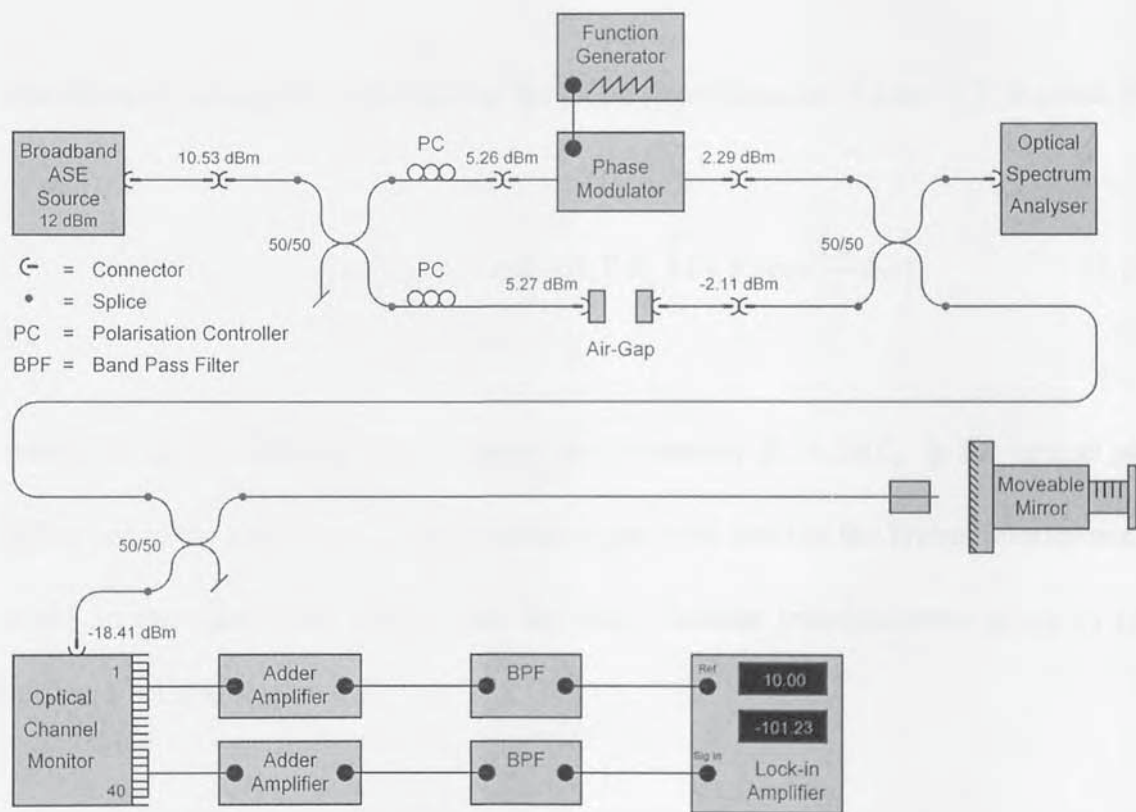 Function
Generator
Broadband
ASE
Source
12 dBm
10.53 dBm
PC
5.26 dBm
Phase
Modulator
2.29 dBm
Optical
Spectrum
Analyser
50/50
50/50
= Connector
= Splice
PC = Polarisation Controller
BPF = Band Pass Filter
PC
5.27 dBm
-2.11 dBm
Air-Gap
Moveable
Mirror
50/50
-18.41 dBm
Optical
Channel
Monitor
1
40
Adder
Amplifier
BPF
Ref
10.00
-101.23
Adder
Amplifier
BPF
Sig in
Lock-in
Amplifier